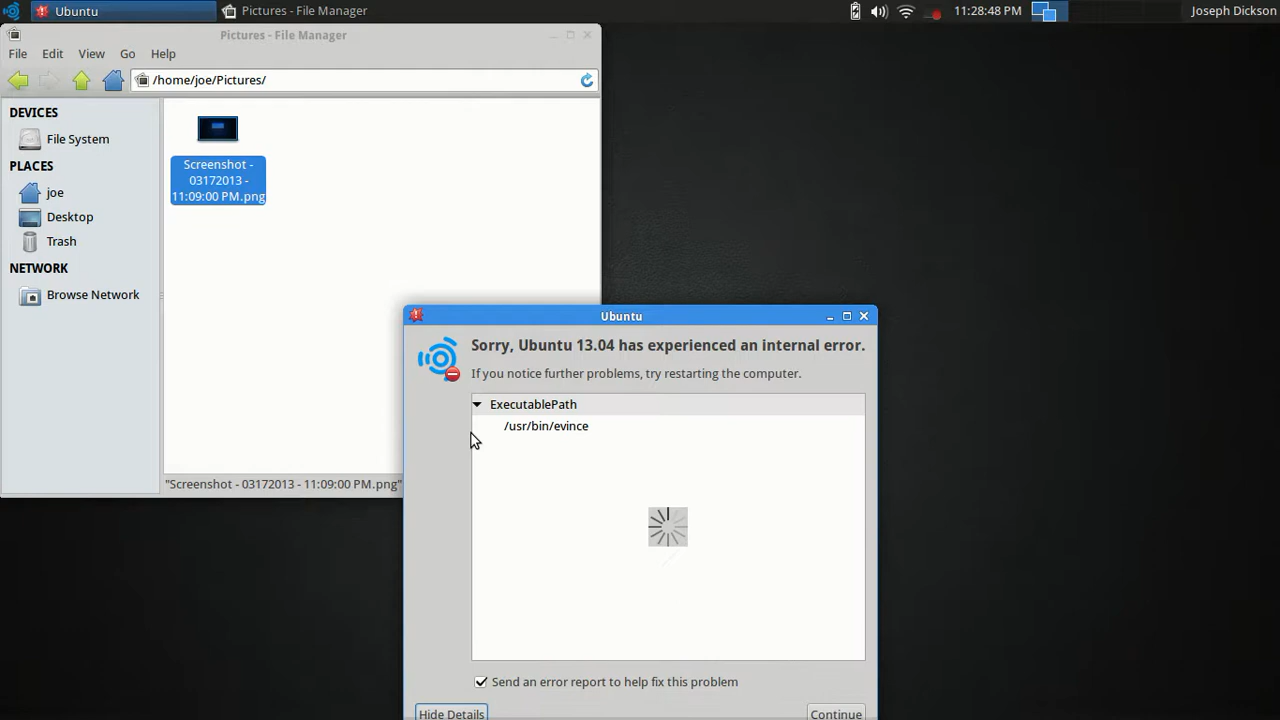 Ubuntu
Pictures - File Manager
11:28:48 PM
Joseph Dickson
Pictures - File Manager
File Edit View Go Help
/home/joe/Pictures/
DEVICES
File System
PLACES
joe
Desktop
Trash
NETWORK
Browse Network
Screenshot -
03172013 -
11:09:00 PM.png
"Screenshot - 03172013 - 11:09:00 PM.png"
Ubuntu
Sorry, Ubuntu 13.04 has experienced an internal error.
If you notice further problems, try restarting the computer.
ExecutablePath
/usr/bin/evince
Send an error report to help fix this problem
Hide Details
Continue